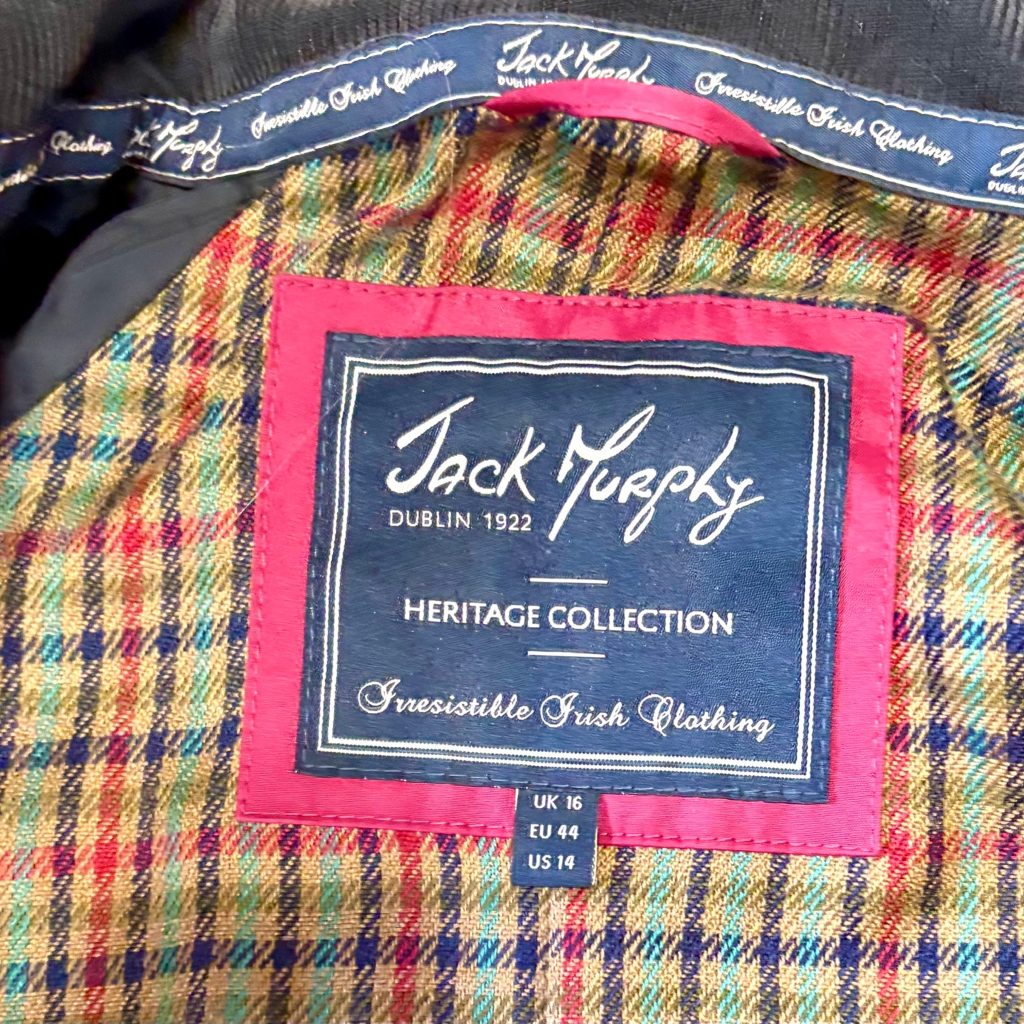 Clothing Jack Murphy Irresistible Irish Clothing Jack Murphy Irresistible Irish Clothing
DUBLIN
Jack Murphy
DUBLIN 1922
HERITAGE COLLECTION
Irresistible Irish Clothing
UK 16
EU 44
US 14